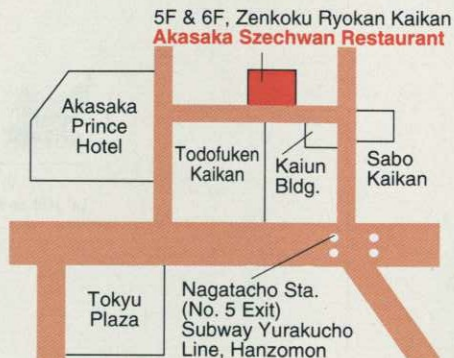 5F & 6F, Zenkoku Ryokan Kaikan
Akasaka Szechwan Restaurant
Akasaka
Prince
Hotel
Todofuken
Kaikan
Kaiun
Bldg.
Sabo
Kaikan
Tokyu
Plaza
Nagatacho Sta.
(No. 5 Exit)
Subway Yurakucho
Line, Hanzomon